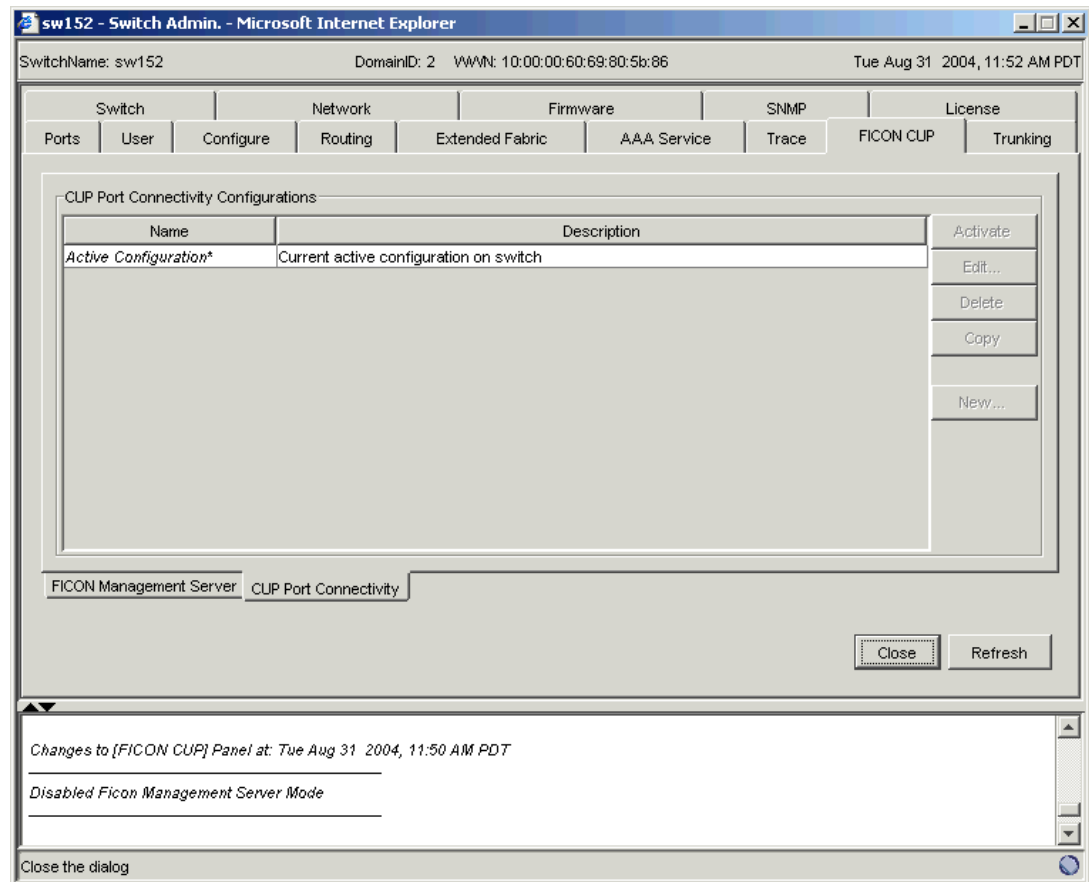 sw152 - Switch Admin. - Microsoft Internet Explorer
SwitchName: sw152 DomainID: 2 WWN: 10:00:00:60:69:80:5b:86 Tue Aug 31 2004, 11:52 AM PDT
Switch Network Firmware SNMP License
Ports User Configure Routing Extended Fabric AAA Service Trace FICON CUP Trunking
CUP Port Connectivity Configurations
Name Description
Active Configuration* Current active configuration on switch
Activate
Edit...
Delete
Copy
New...
FICON Management Server CUP Port Connectivity
Close Refresh
Changes to [FICON CUP] Panel at: Tue Aug 31 2004, 11:50 AM PDT
Disabled Ficon Management Server Mode
Close the dialog